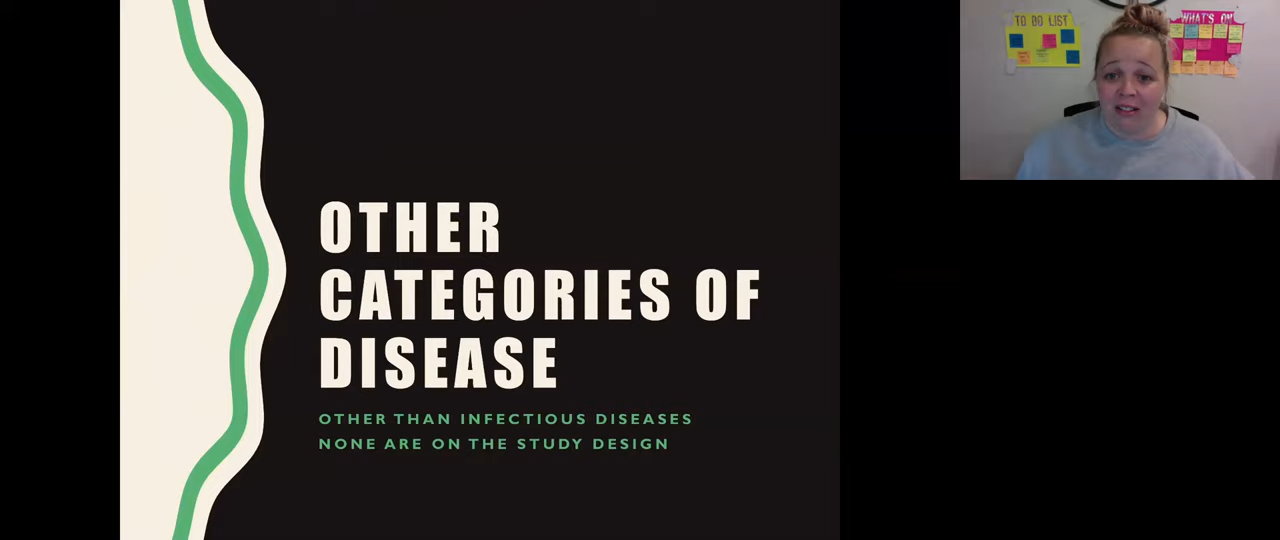 TO DO LIST
WHAT'S ON
OTHER
CATEGORIES OF
DISEASE
OTHER THAN INFECTIOUS DISEASES
NONE ARE ON THE STUDY DESIGN